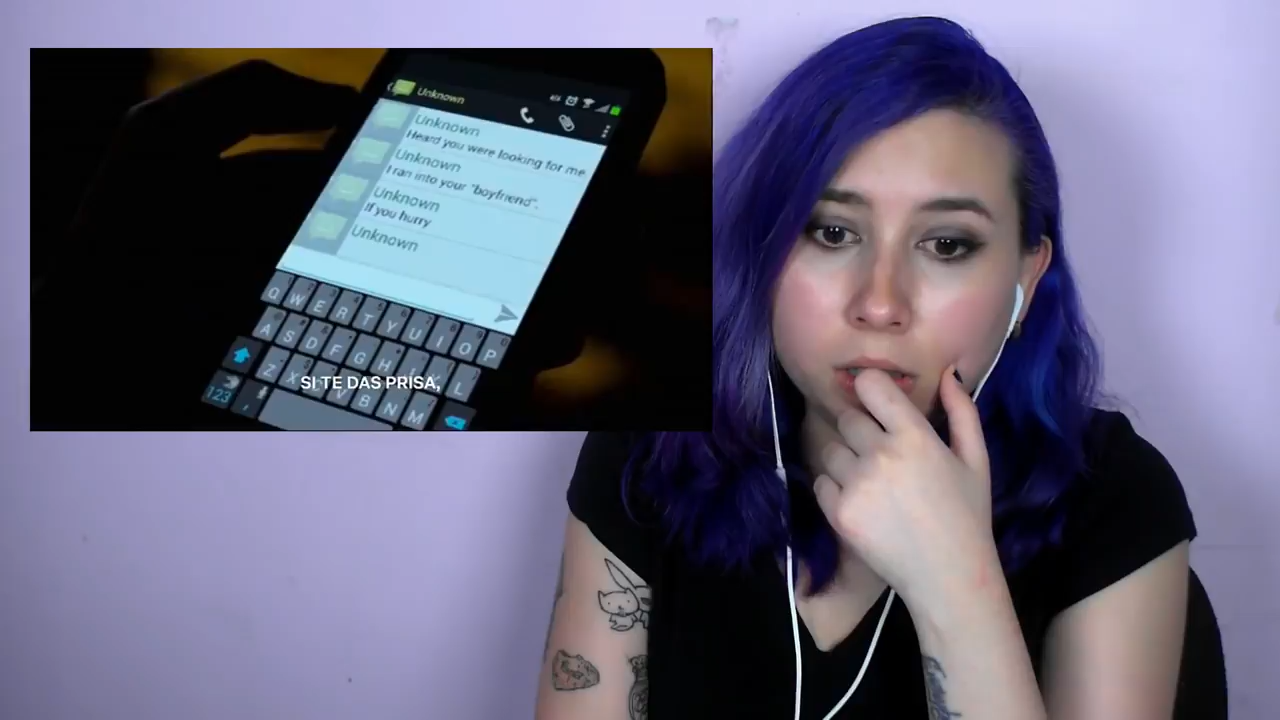 Unknown
Unknown
Heard you were looking for me.
Unknown
I ran into your "boyfriend".
Unknown
If you hurry
Unknown
Q W E R T Y U I O P
A S D F G H J K L
Z X C V B N M
123 ,
SI TE DAS PRISA,